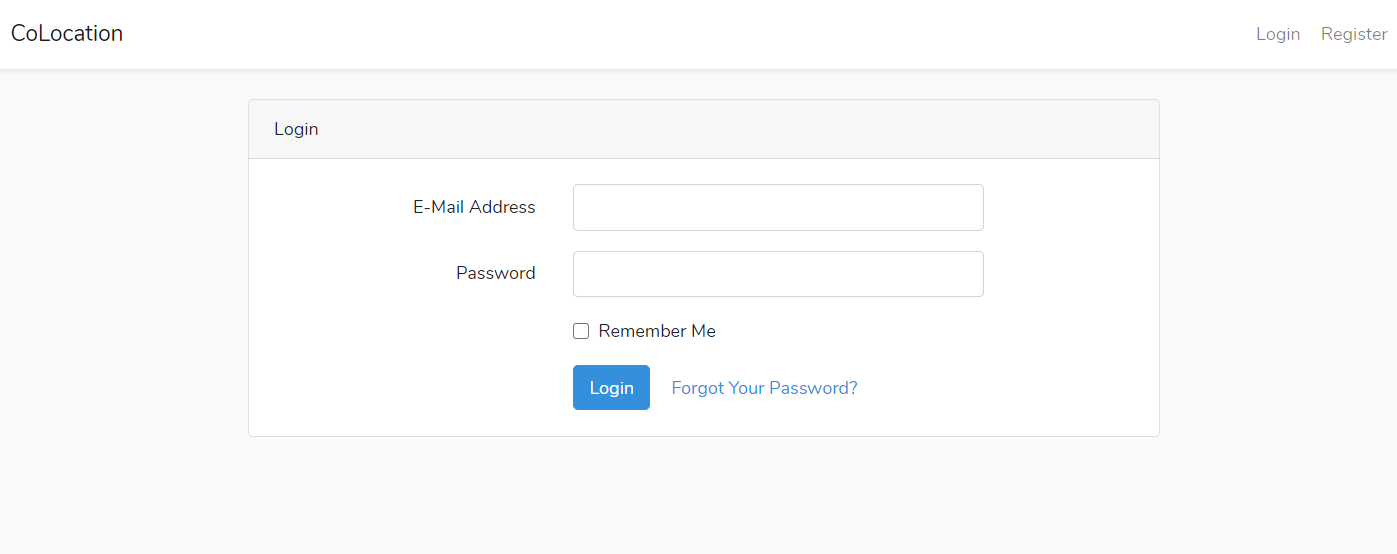 CoLocation
Login Register
Login
E-Mail Address
Password
Remember Me
Login Forgot Your Password?